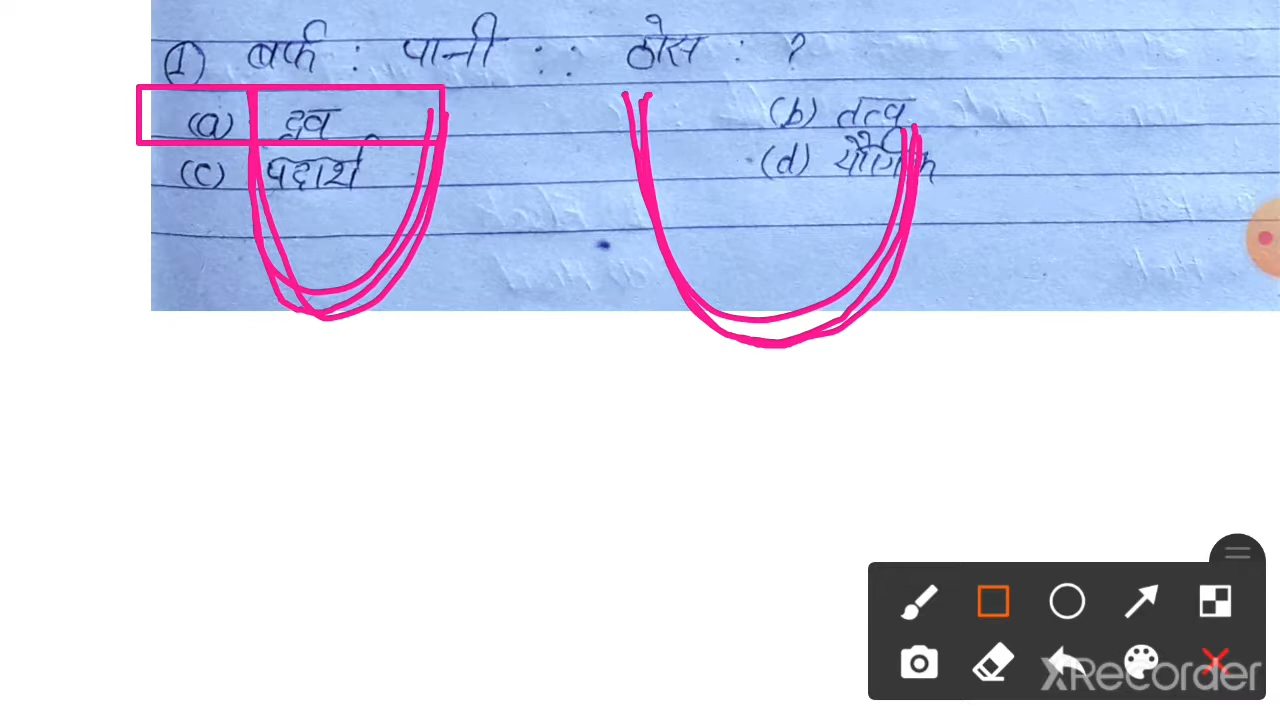 (1) बर्फ : पानी :: ठोस : ?
(a) द्रव (b) तत्व
(c) पदार्थ (d) यौगिक
XRecorder